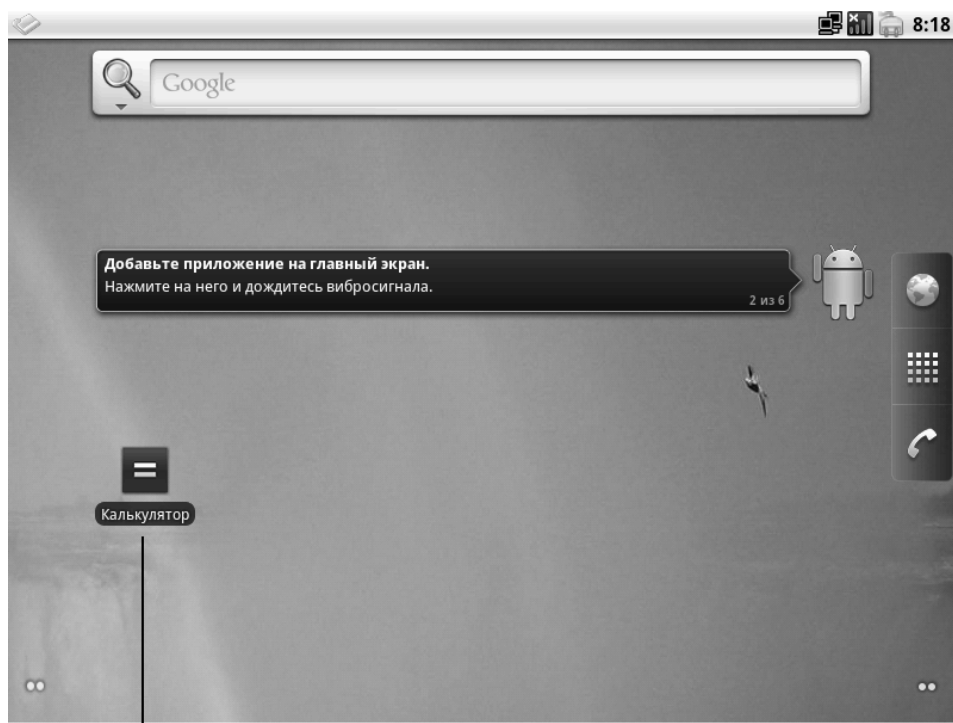 8:18
Google
Добавьте приложение на главный экран.
Нажмите на него и дождитесь вибросигнала.
2 из 6
Калькулятор